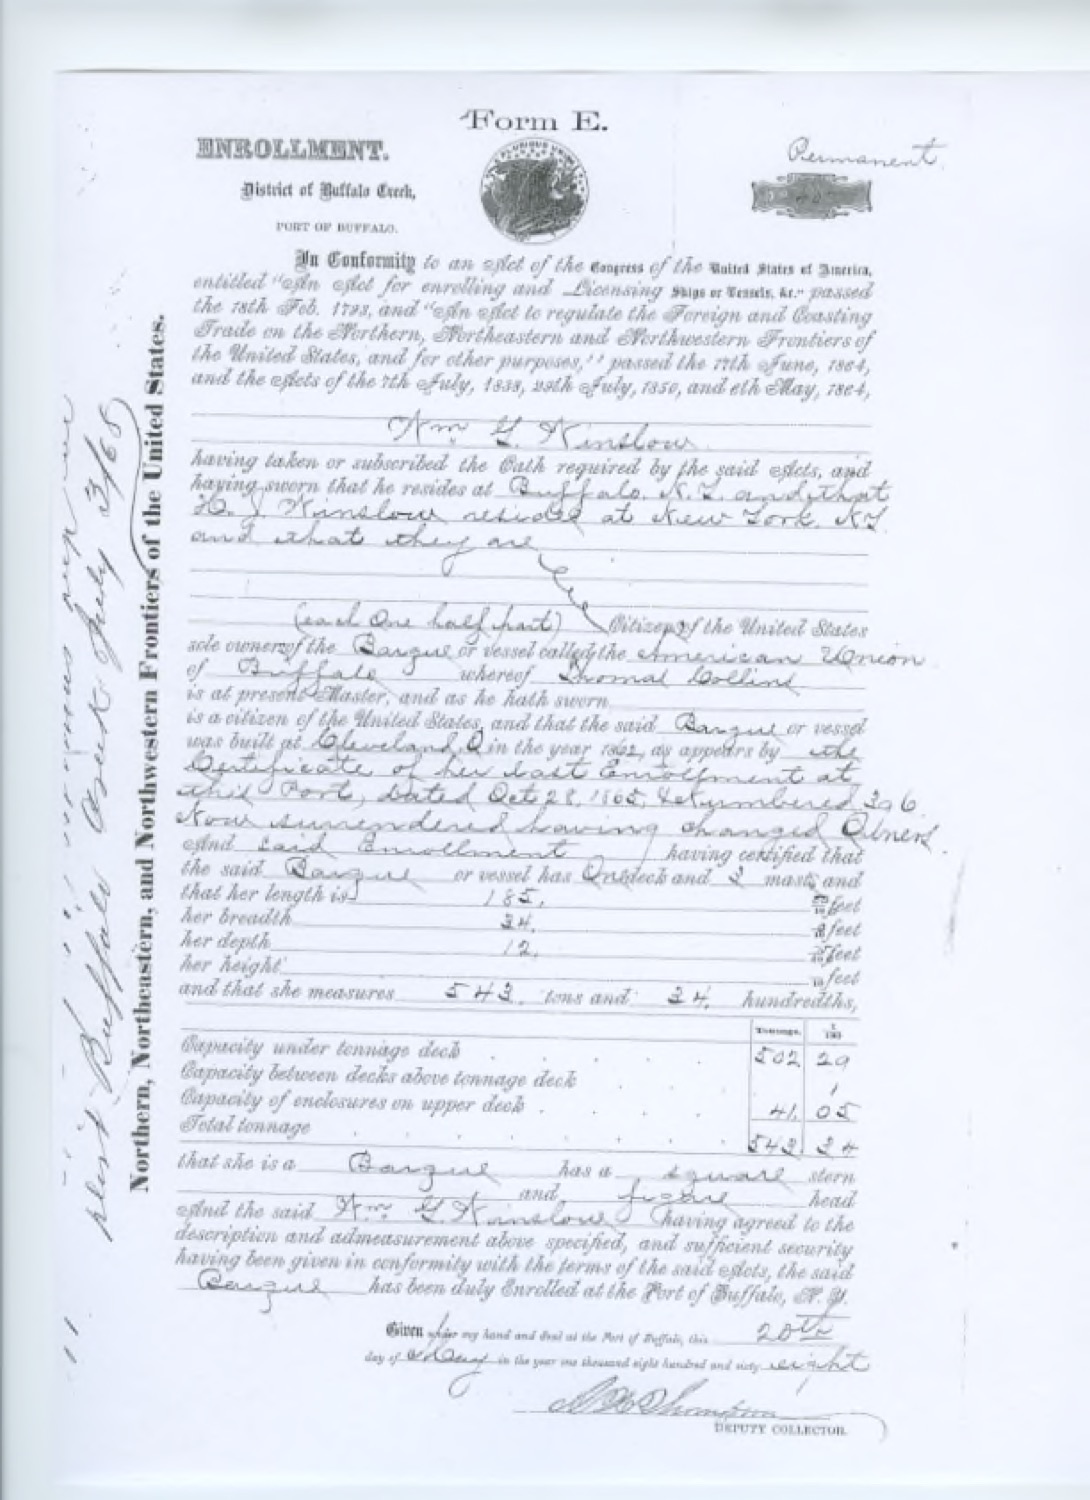 Form E.
ENROLLMENT.
Permanent.
District of Buffalo Creek,
PORT OF BUFFALO.
E PLURIBUS UNUM
In Conformity to an Act of the Congress of the United States of America,
entitled "An Act for enrolling and Licensing Ships or Vessels, &c." passed
the 18th Feb. 1793, and "An Act to regulate the Foreign and Coasting
Trade on the Northern, Northeastern and Northwestern Frontiers of
the United States, and for other purposes," passed the 17th June, 1864,
and the Acts of the 7th July, 1838, 29th July, 1850, and 6th May, 1864,
Wm G. Winslow
having taken or subscribed the Oath required by the said Acts, and
having sworn that he resides at Buffalo, N.Y. and that
H. J. Winslow resides at New York, NY
and that they are
(each One half part) Citizens of the United States
sole owners of the Barque or vessel called the American Union
of Buffalo whereof Thomas Collins
is at present Master, and as he hath sworn
is a citizen of the United States, and that the said Barque or vessel
was built at Cleveland, O in the year 1862, as appears by the
Certificate of her last Enrollment at
this Port, dated Oct 28, 1865, & Numbered 396
Now surrendered having changed Owners.
And said Enrollment having certified that
the said Barque or vessel has One deck and 3 masts and
that her length is 185. feet
her breadth 34. feet
her depth 12. feet
her height feet
and that she measures 543. tons and 34. hundredths,
Tonnage. 1/100
Capacity under tonnage deck 502 29
Capacity between decks above tonnage deck
Capacity of enclosures on upper deck 41. 05
Total tonnage 543 34
that she is a Barque has a square stern
and figure head
And the said Wm. G. Winslow having agreed to the
description and admeasurement above specified, and sufficient security
having been given in conformity with the terms of the said Acts, the said
Barque has been duly Enrolled at the Port of Buffalo, N. Y.
Given under my hand and Seal at the Port of Buffalo, this 20th
day of May in the year one thousand eight hundred and sixty eight
Thompson
DEPUTY COLLECTOR.
Northern, Northeastern, and Northwestern Frontiers of the United States.
Buffalo July 3/68